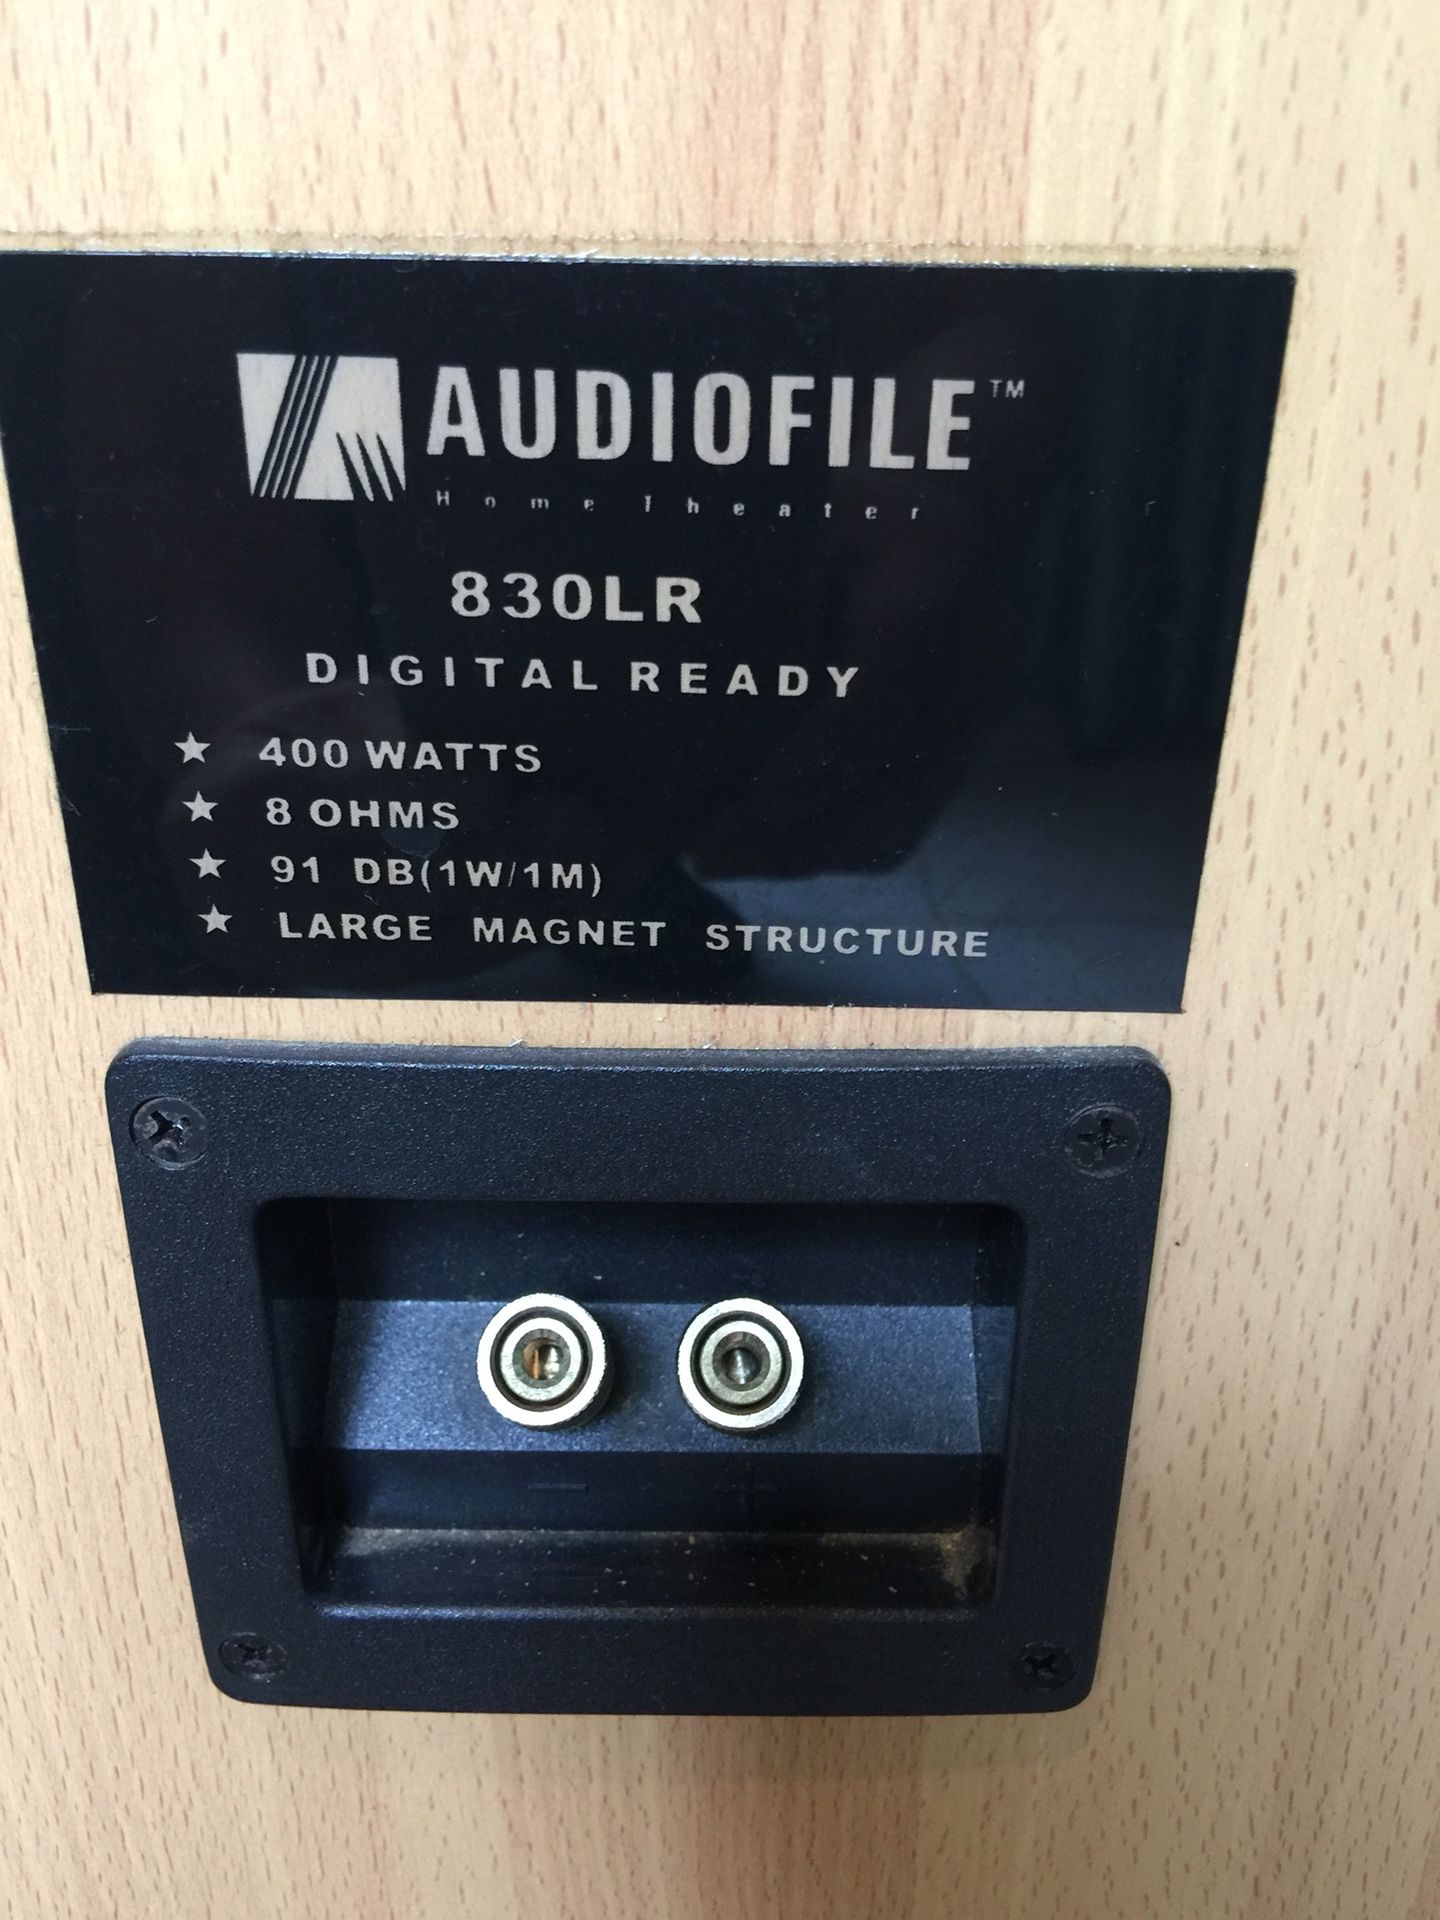 AUDIOFILE™
Home Theater
830LR
DIGITAL READY
★ 400 WATTS
★ 8 OHMS
★ 91 DB(1W/1M)
★ LARGE MAGNET STRUCTURE
− +